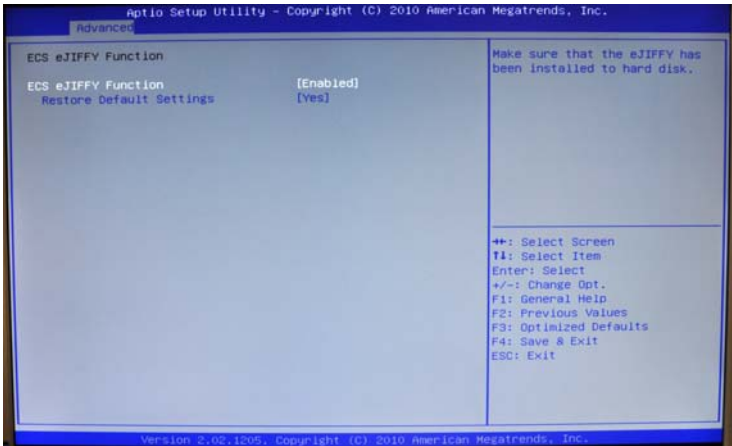 Aptio Setup Utility – Copyright (C) 2010 American Megatrends, Inc.
Advanced
ECS eJIFFY Function
ECS eJIFFY Function [Enabled]
Restore Default Settings [Yes]
Make sure that the eJIFFY has
been installed to hard disk.
→←: Select Screen
↑↓: Select Item
Enter: Select
+/-: Change Opt.
F1: General Help
F2: Previous Values
F3: Optimized Defaults
F4: Save & Exit
ESC: Exit
Version 2.02.1205. Copyright (C) 2010 American Megatrends, Inc.